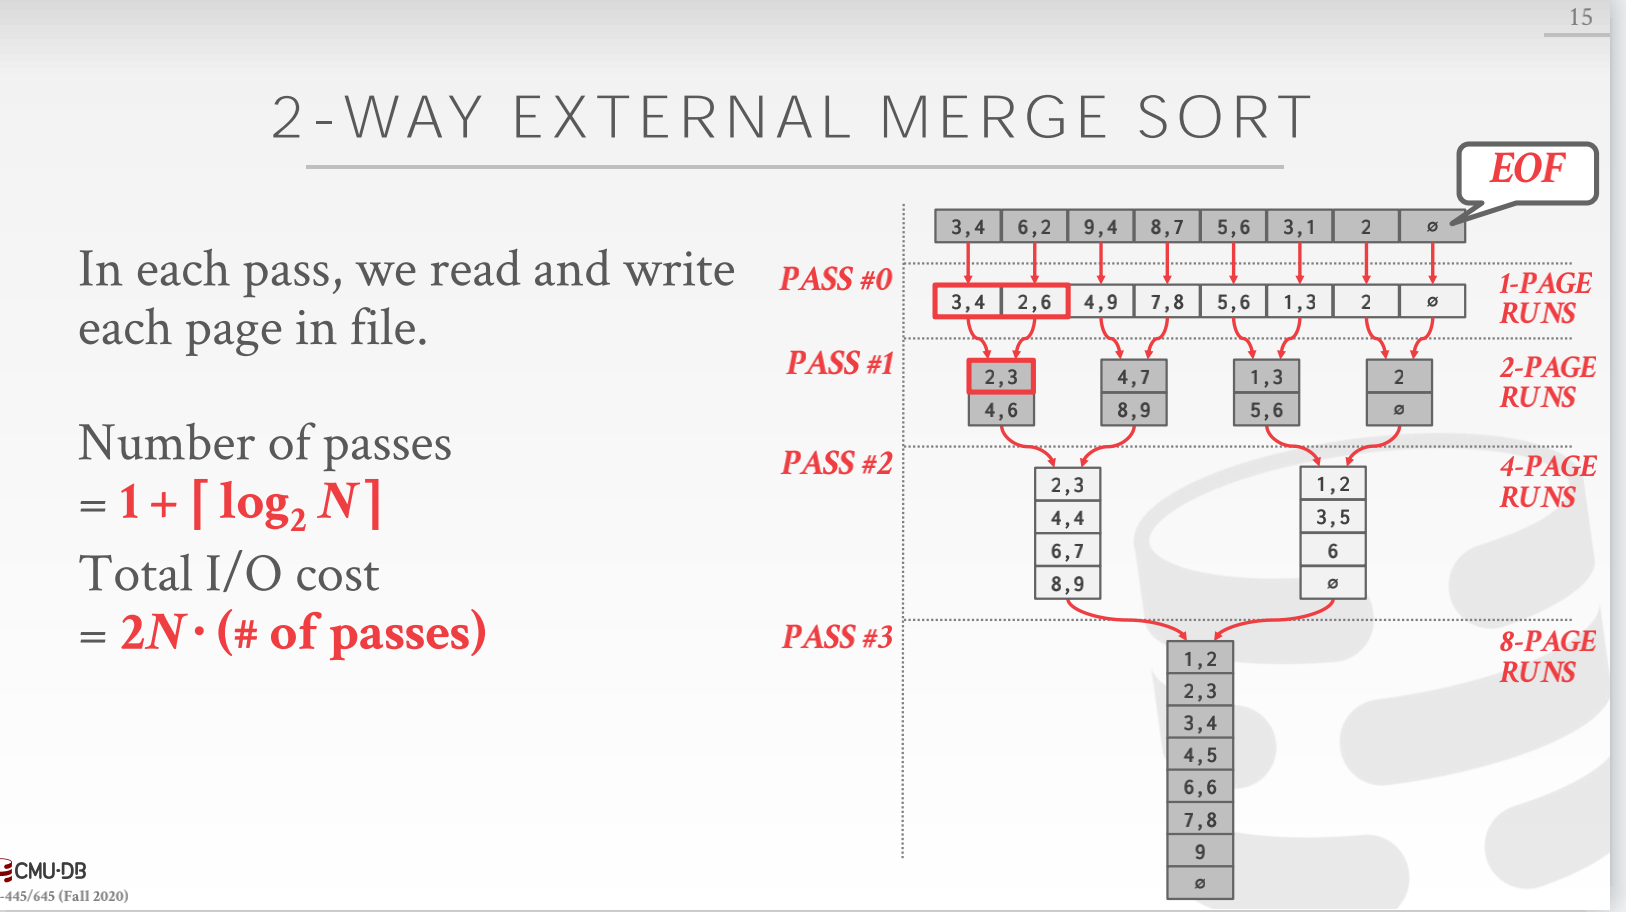 15
2-WAY EXTERNAL MERGE SORT
EOF
In each pass, we read and write
each page in file.
Number of passes
= 1 + ⌈ log₂ N ⌉
Total I/O cost
= 2N · (# of passes)
3,4 6,2 9,4 8,7 5,6 3,1 2 ∅
PASS #0
3,4 2,6 4,9 7,8 5,6 1,3 2 ∅
1-PAGE
RUNS
PASS #1
2,3 4,7 1,3 2
4,6 8,9 5,6 ∅
2-PAGE
RUNS
PASS #2
2,3 1,2
4,4 3,5
6,7 6
8,9 ∅
4-PAGE
RUNS
PASS #3
1,2
2,3
3,4
4,5
6,6
7,8
9
∅
8-PAGE
RUNS
CMU·DB
-445/645 (Fall 2020)